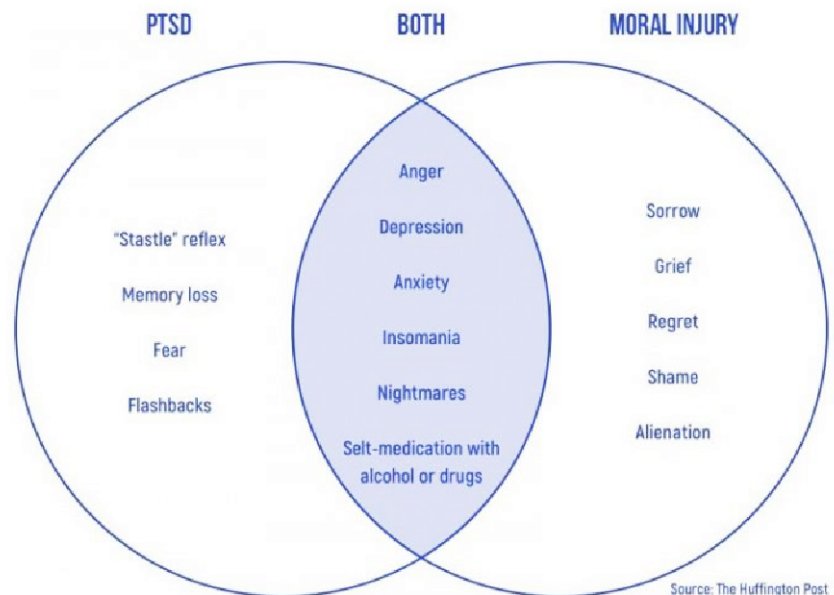 PTSD
BOTH
MORAL INJURY
"Stastle" reflex
Memory loss
Fear
Flashbacks
Anger
Depression
Anxiety
Insomania
Nightmares
Selt-medication with
alcohol or drugs
Sorrow
Grief
Regret
Shame
Alienation
Source: The Huffington Post